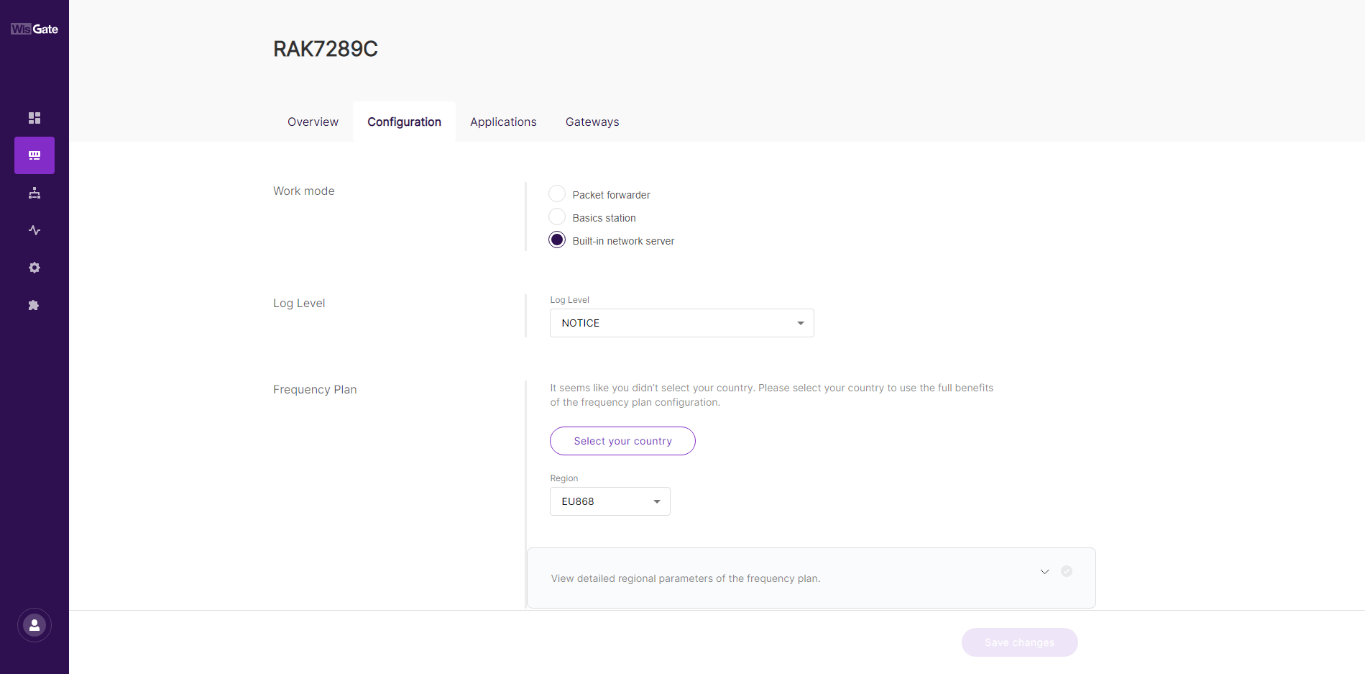 WisGate
RAK7289C
Overview
Configuration
Applications
Gateways
Work mode
Packet forwarder
Basics station
Built-in network server
Log Level
Log Level
NOTICE
Frequency Plan
It seems like you didn't select your country. Please select your country to use the full benefits
of the frequency plan configuration.
Select your country
Region
EU868
View detailed regional parameters of the frequency plan.
Save changes